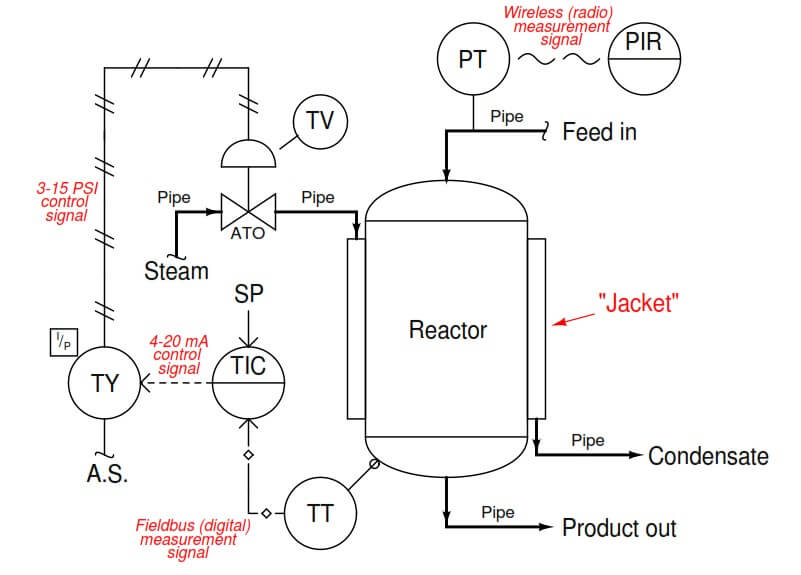 Wireless (radio)
measurement
signal
PT
PIR
Pipe
Feed in
TV
3-15 PSI
control
signal
Pipe
Pipe
ATO
Steam
SP
"Jacket"
Reactor
I/P
4-20 mA
control
signal
TY
TIC
Pipe
Condensate
A.S.
TT
Fieldbus (digital)
measurement
signal
Pipe
Product out